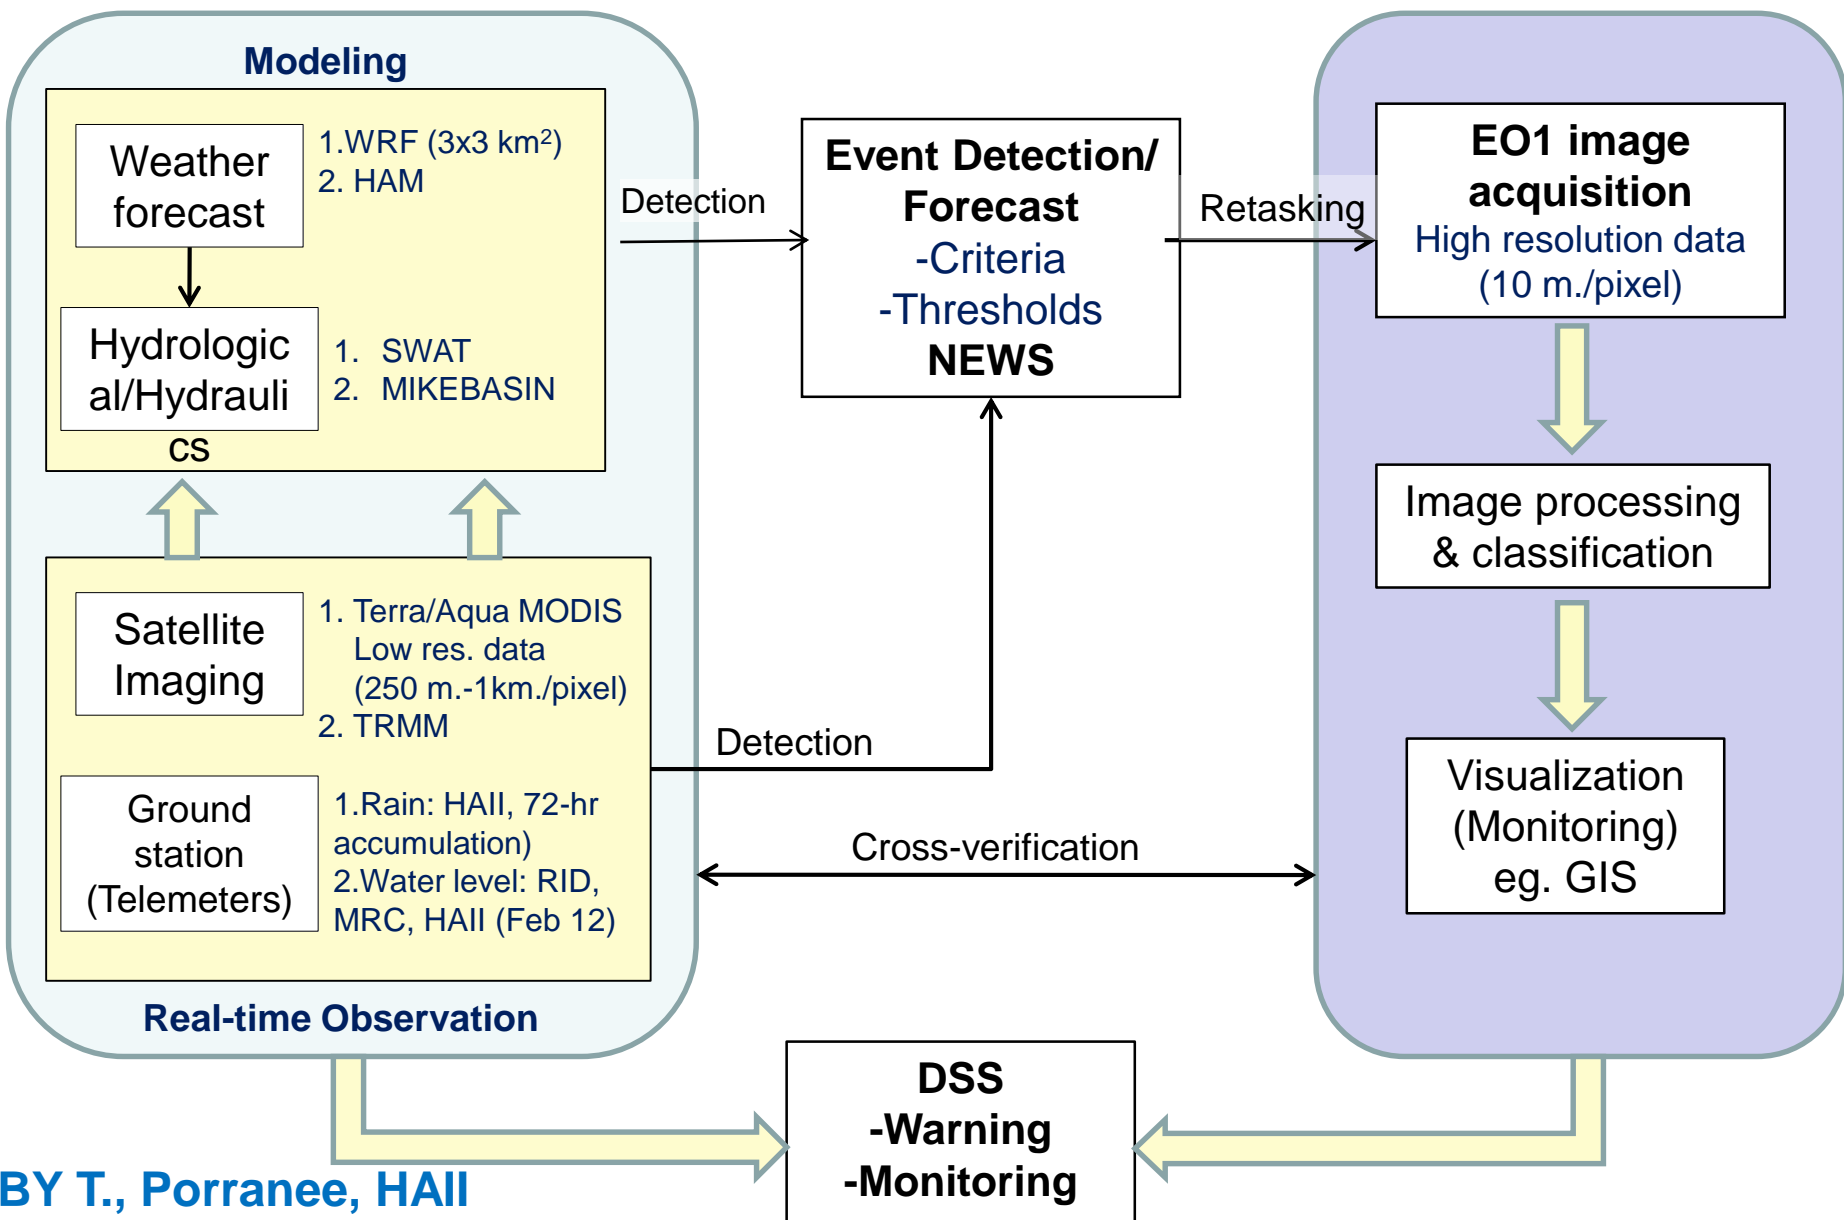 Modeling
Weather
forecast
1.WRF (3x3 km²)
2. HAM
Hydrologic
al/Hydrauli
cs
1. SWAT
2. MIKEBASIN
Satellite
Imaging
1. Terra/Aqua MODIS
Low res. data
(250 m.-1km./pixel)
2. TRMM
Ground
station
(Telemeters)
1.Rain: HAII, 72-hr
accumulation)
2.Water level: RID,
MRC, HAII (Feb 12)
Real-time Observation
Detection
Event Detection/
Forecast
-Criteria
-Thresholds
NEWS
Retasking
Detection
Cross-verification
EO1 image
acquisition
High resolution data
(10 m./pixel)
Image processing
& classification
Visualization
(Monitoring)
eg. GIS
DSS
-Warning
-Monitoring
BY T., Porranee, HAII